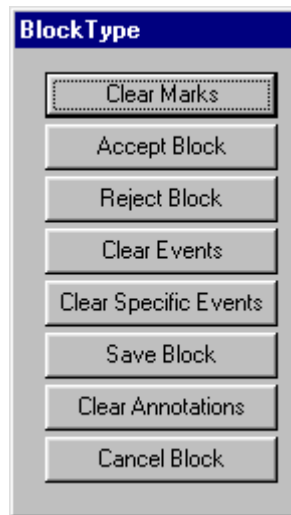 BlockType
Clear Marks
Accept Block
Reject Block
Clear Events
Clear Specific Events
Save Block
Clear Annotations
Cancel Block